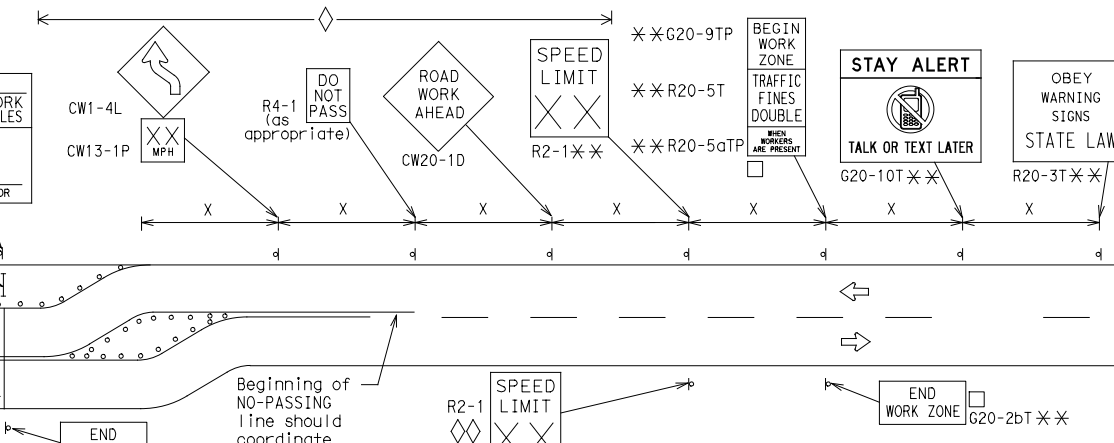 CW1-4L
CW13-1P
XX
MPH
R4-1
(as
appropriate)
DO
NOT
PASS
ROAD
WORK
AHEAD
CW20-1D
SPEED
LIMIT
X X
R2-1**
**G20-9TP
**R20-5T
**R20-5aTP
BEGIN
WORK
ZONE
TRAFFIC
FINES
DOUBLE
WHEN
WORKERS
ARE PRESENT
STAY ALERT
TALK OR TEXT LATER
G20-10T**
OBEY
WARNING
SIGNS
STATE LAW
R20-3T**
X X X X X X X
Beginning of
NO-PASSING
line should
coordinate
R2-1
SPEED
LIMIT
X X
END
WORK ZONE
G20-2bT**
END